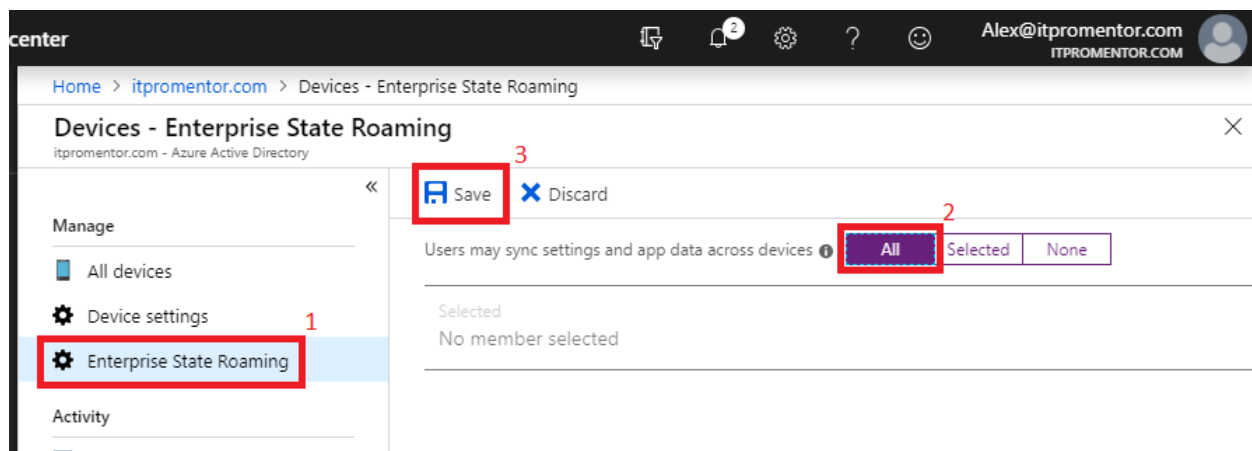 center
2
Alex@itpromentor.com
ITPROMENTOR.COM
Home > itpromentor.com > Devices - Enterprise State Roaming
Devices - Enterprise State Roaming
itpromentor.com - Azure Active Directory
3
«
Save
Discard
2
Manage
Users may sync settings and app data across devices
All
Selected
None
All devices
Selected
Device settings
1
No member selected
Enterprise State Roaming
Activity